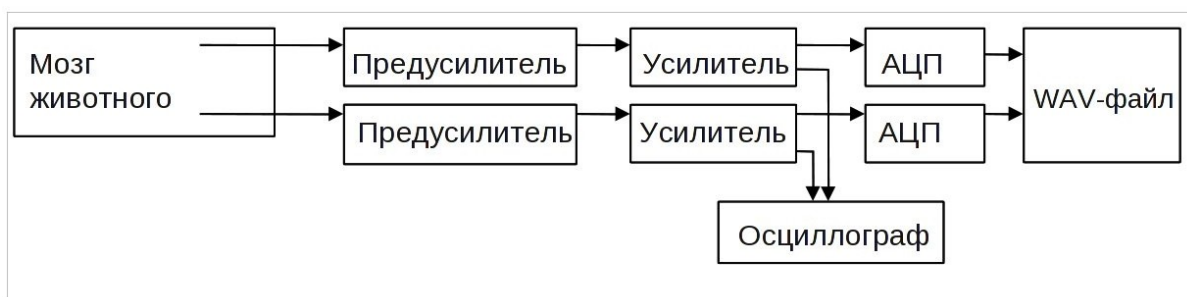 Мозг
животного
Предусилитель
Усилитель
АЦП
WAV-файл
Предусилитель
Усилитель
АЦП
Осциллограф